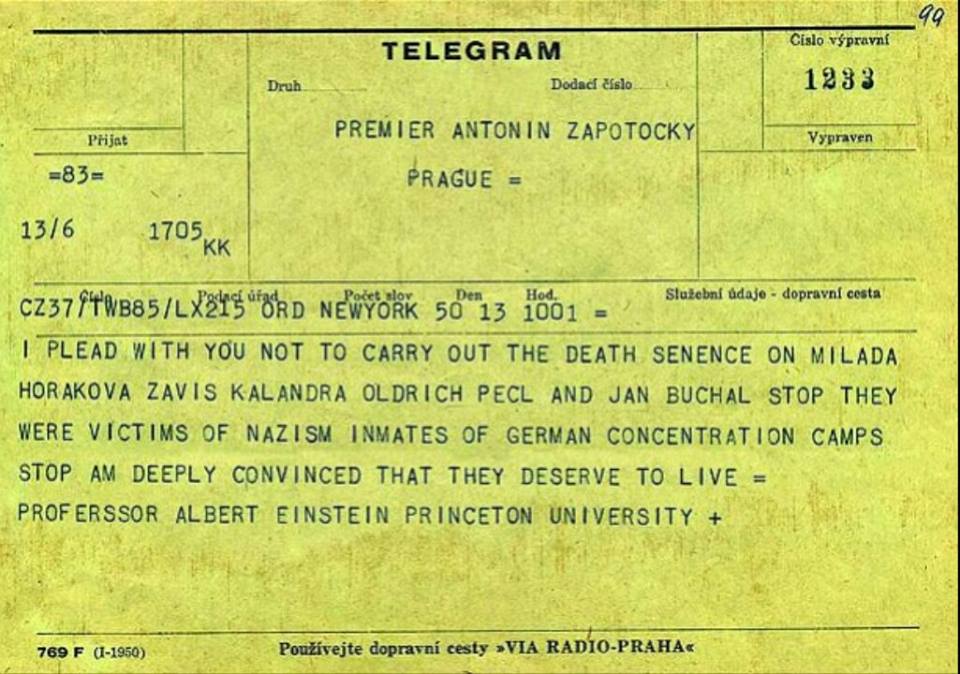 99
TELEGRAM
Číslo výpravní
Druh
Dodací číslo
1233
PREMIER ANTONIN ZAPOTOCKY
Přijat
Vypraven
=83=
PRAGUE =
13/6 1705 KK
Číslo Podací úřad Počet slov Den Hod. Služební údaje - dopravní cesta
CZ37/TWB85/LX215 ORD NEWYORK 50 13 1001 =
I PLEAD WITH YOU NOT TO CARRY OUT THE DEATH SENENCE ON MILADA
HORAKOVA ZAVIS KALANDRA OLDRICH PECL AND JAN BUCHAL STOP THEY
WERE VICTIMS OF NAZISM INMATES OF GERMAN CONCENTRATION CAMPS
STOP AM DEEPLY CONVINCED THAT THEY DESERVE TO LIVE =
PROFERSSOR ALBERT EINSTEIN PRINCETON UNIVERSITY +
769 F (I-1950) Používejte dopravní cesty »VIA RADIO-PRAHA«